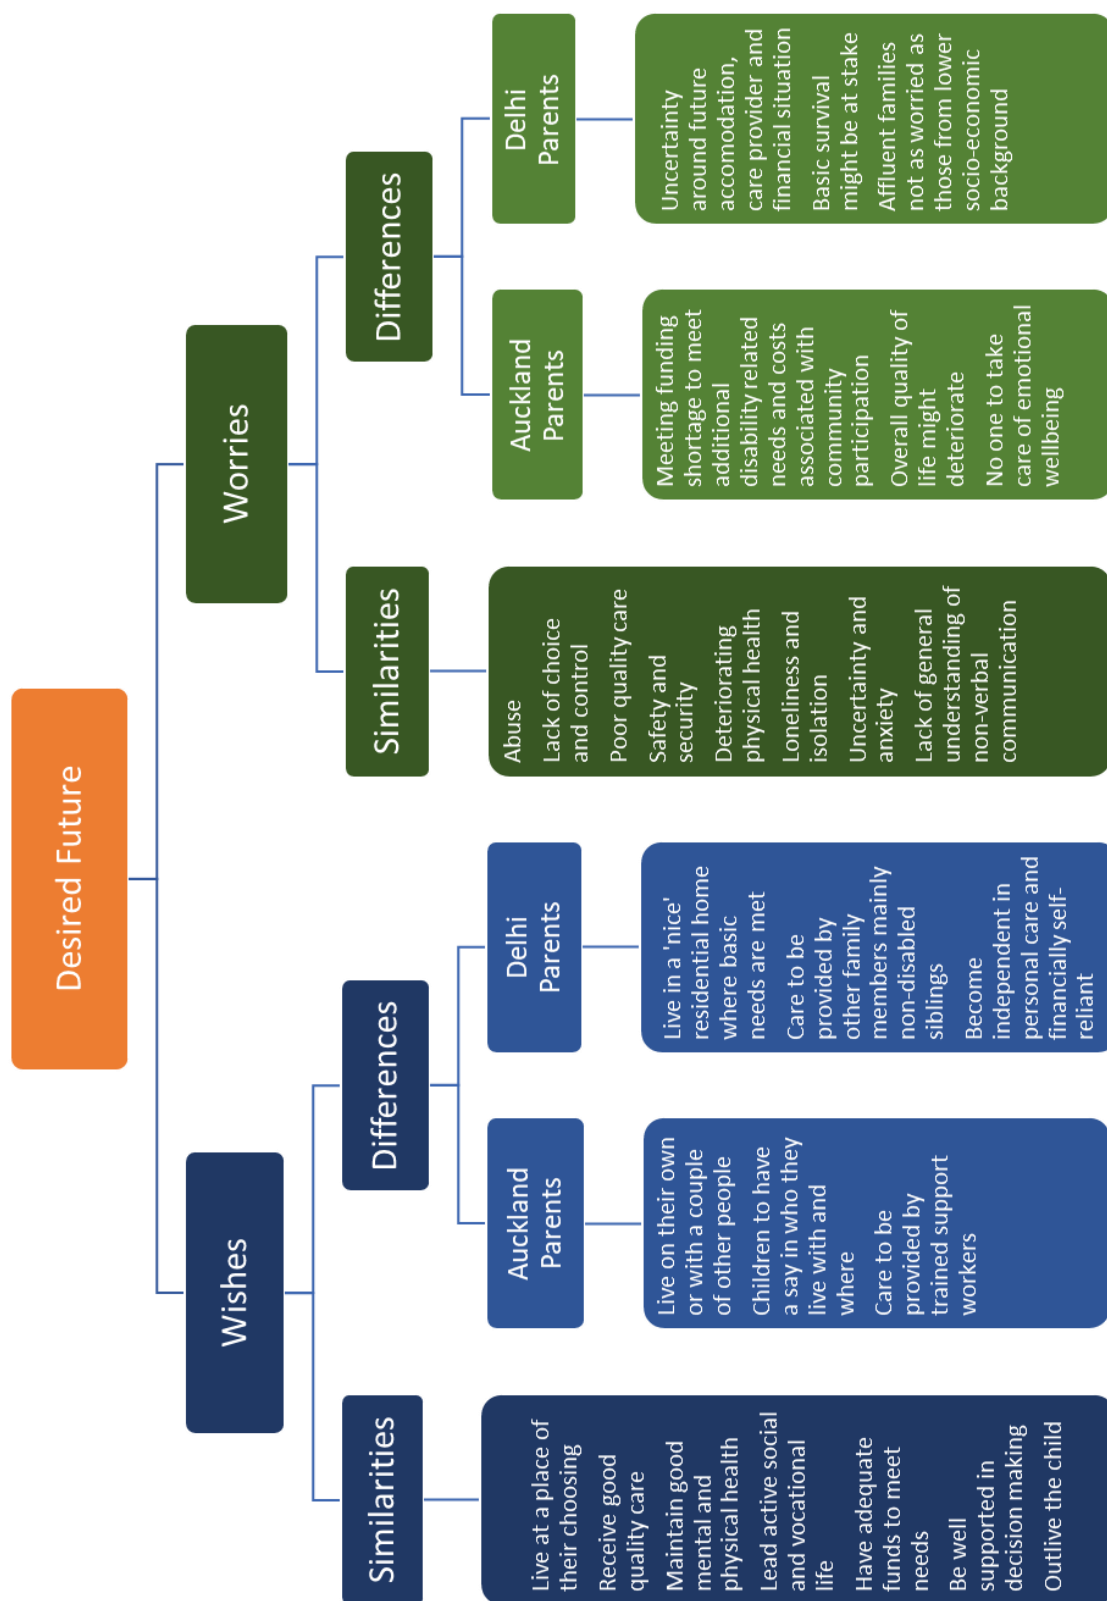 Desired Future
Wishes
Worries
Similarities
Differences
Similarities
Differences
Auckland
Parents
Delhi
Parents
Auckland
Parents
Delhi
Parents
Live at a place of
their choosing
Receive good
quality care
Maintain good
mental and
physical health
Lead active social
and vocational
life
Have adequate
funds to meet
needs
Be well
supported in
decision making
Outlive the child
Live on their own
or with a couple
of other people
Children to have
a say in who they
live with and
where
Care to be
provided by
trained support
workers
Live in a 'nice'
residential home
where basic
needs are met
Care to be
provided by
other family
members mainly
non-disabled
siblings
Become
independent in
personal care and
financially self-
reliant
Abuse
Lack of choice
and control
Poor quality care
Safety and
security
Deteriorating
physical health
Loneliness and
isolation
Uncertainty and
anxiety
Lack of general
understanding of
non-verbal
communication
Meeting funding
shortage to meet
additional
disability related
needs and costs
associated with
community
participation
Overall quality of
life might
deteriorate
No one to take
care of emotional
wellbeing
Uncertainty
around future
accomodation,
care provider and
financial situation
Basic survival
might be at stake
Affluent families
not as worried as
those from lower
socio-economic
background